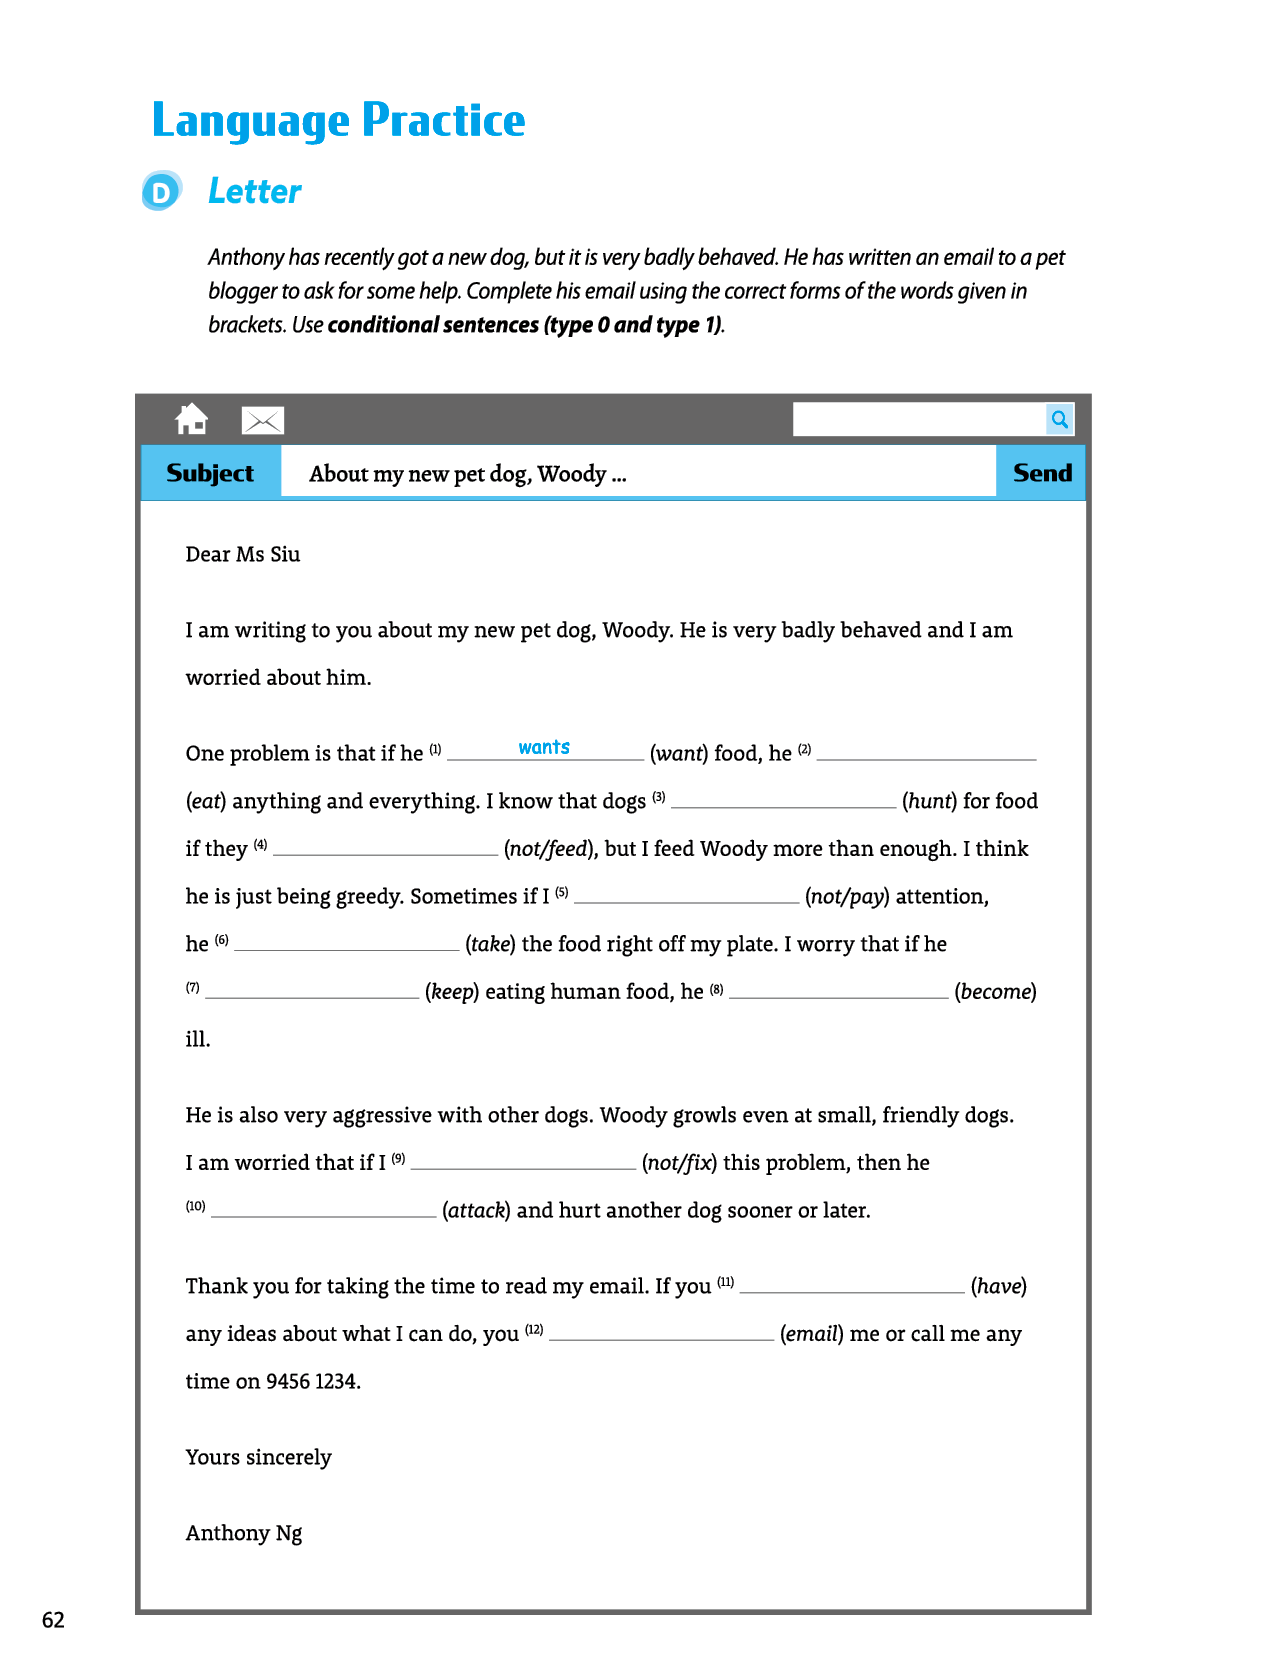 Language Practice
D Letter
Anthony has recently got a new dog, but it is very badly behaved. He has written an email to a pet
blogger to ask for some help. Complete his email using the correct forms of the words given in
brackets. Use conditional sentences (type 0 and type 1).
Subject About my new pet dog, Woody ... Send
Dear Ms Siu
I am writing to you about my new pet dog, Woody. He is very badly behaved and I am
worried about him.
One problem is that if he (1) wants (want) food, he (2)
(eat) anything and everything. I know that dogs (3) (hunt) for food
if they (4) (not/feed), but I feed Woody more than enough. I think
he is just being greedy. Sometimes if I (5) (not/pay) attention,
he (6) (take) the food right off my plate. I worry that if he
(7) (keep) eating human food, he (8) (become)
ill.
He is also very aggressive with other dogs. Woody growls even at small, friendly dogs.
I am worried that if I (9) (not/fix) this problem, then he
(10) (attack) and hurt another dog sooner or later.
Thank you for taking the time to read my email. If you (11) (have)
any ideas about what I can do, you (12) (email) me or call me any
time on 9456 1234.
Yours sincerely
Anthony Ng
62